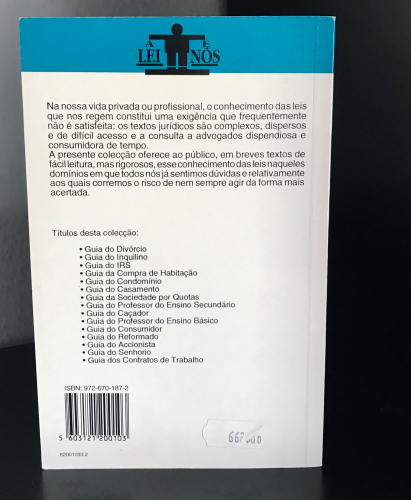 A E
LEI NÓS
Na nossa vida privada ou profissional, o conhecimento das leis
que nos regem constitui uma exigência que frequentemente
não é satisfeita: os textos jurídicos são complexos, dispersos
e de difícil acesso e a consulta a advogados dispendiosa e
consumidora de tempo.
A presente colecção oferece ao público, em breves textos de
fácil leitura, mas rigorosos, esse conhecimento das leis naqueles
domínios em que todos nós já sentimos dúvidas e relativamente
aos quais corremos o risco de nem sempre agir da forma mais
acertada.
Títulos desta colecção:
• Guia do Divórcio
• Guia do Inquilino
• Guia do IRS
• Guia da Compra de Habitação
• Guia do Condomínio
• Guia do Casamento
• Guia da Sociedade por Quotas
• Guia do Professor do Ensino Secundário
• Guia do Caçador
• Guia do Professor do Ensino Básico
• Guia do Consumidor
• Guia do Reformado
• Guia do Accionista
• Guia do Senhorio
• Guia dos Contratos de Trabalho
ISBN: 972-670-187-2
5 603121 200103